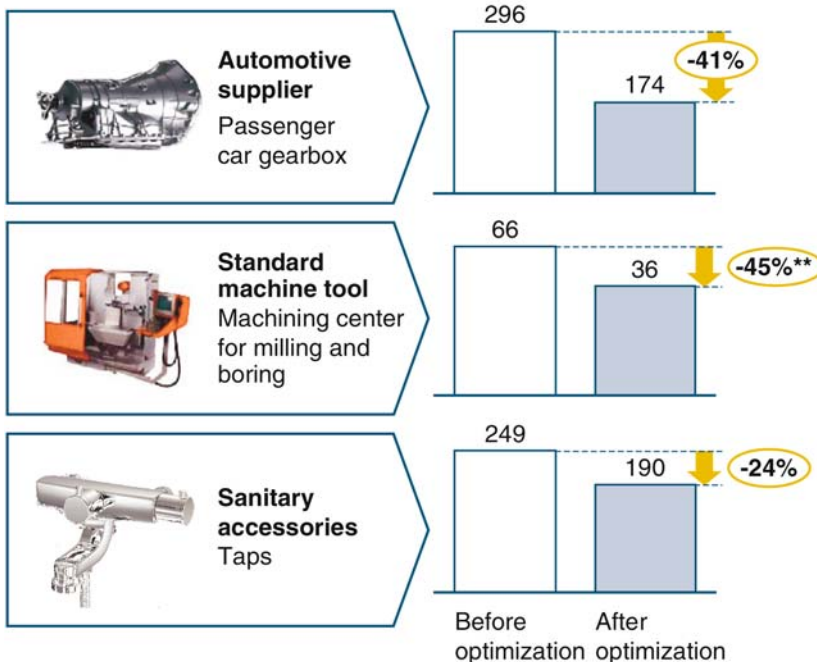 Automotive
supplier
Passenger
car gearbox
296
174
-41%
Standard
machine tool
Machining center
for milling and
boring
66
36
-45%**
Sanitary
accessories
Taps
249
190
-24%
Before
optimization
After
optimization